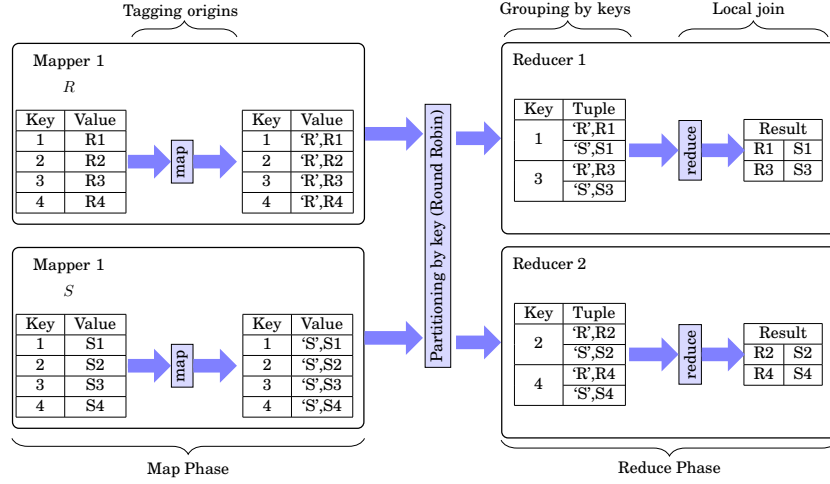 Tagging origins
Grouping by keys
Local join
Mapper 1
R
Key Value
1 R1
2 R2
3 R3
4 R4
map
Key Value
1 ‘R’,R1
2 ‘R’,R2
3 ‘R’,R3
4 ‘R’,R4
Mapper 1
S
Key Value
1 S1
2 S2
3 S3
4 S4
map
Key Value
1 ‘S’,S1
2 ‘S’,S2
3 ‘S’,S3
4 ‘S’,S4
Partitioning by key (Round Robin)
Reducer 1
Key Tuple
1 ‘R’,R1
‘S’,S1
3 ‘R’,R3
‘S’,S3
reduce
Result
R1 S1
R3 S3
Reducer 2
Key Tuple
2 ‘R’,R2
‘S’,S2
4 ‘R’,R4
‘S’,S4
reduce
Result
R2 S2
R4 S4
Map Phase
Reduce Phase